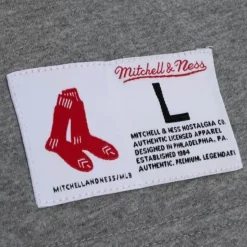 Mitchell & Ness
L
MITCHELL & NESS NOSTALGIA CO.
AUTHENTIC LICENSED APPAREL
DESIGNED IN PHILADELPHIA, PA.
ESTABLISHED 1904
AUTHENTIC. PREMIUM. LEGENDARY
MITCHELLANDNESS/MLB